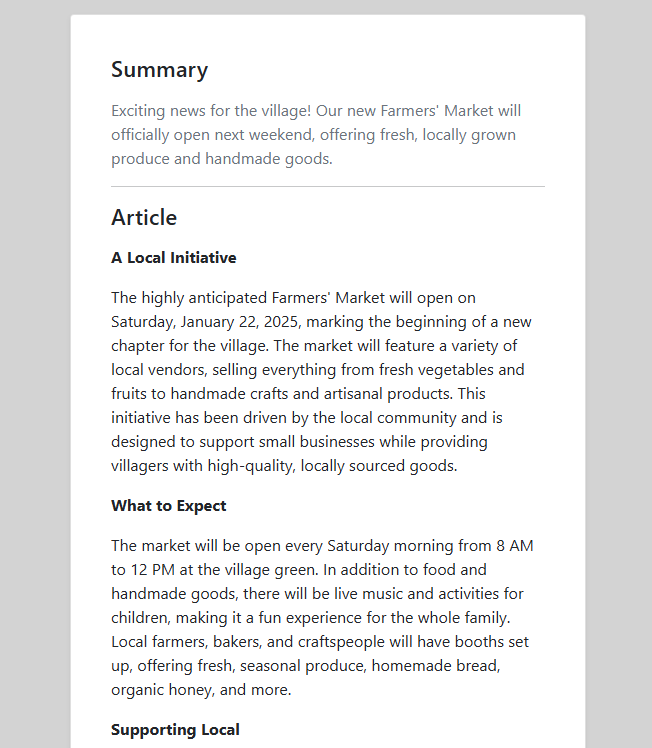 Summary
Exciting news for the village! Our new Farmers' Market will
officially open next weekend, offering fresh, locally grown
produce and handmade goods.
Article
A Local Initiative
The highly anticipated Farmers' Market will open on
Saturday, January 22, 2025, marking the beginning of a new
chapter for the village. The market will feature a variety of
local vendors, selling everything from fresh vegetables and
fruits to handmade crafts and artisanal products. This
initiative has been driven by the local community and is
designed to support small businesses while providing
villagers with high-quality, locally sourced goods.
What to Expect
The market will be open every Saturday morning from 8 AM
to 12 PM at the village green. In addition to food and
handmade goods, there will be live music and activities for
children, making it a fun experience for the whole family.
Local farmers, bakers, and craftspeople will have booths set
up, offering fresh, seasonal produce, homemade bread,
organic honey, and more.
Supporting Local